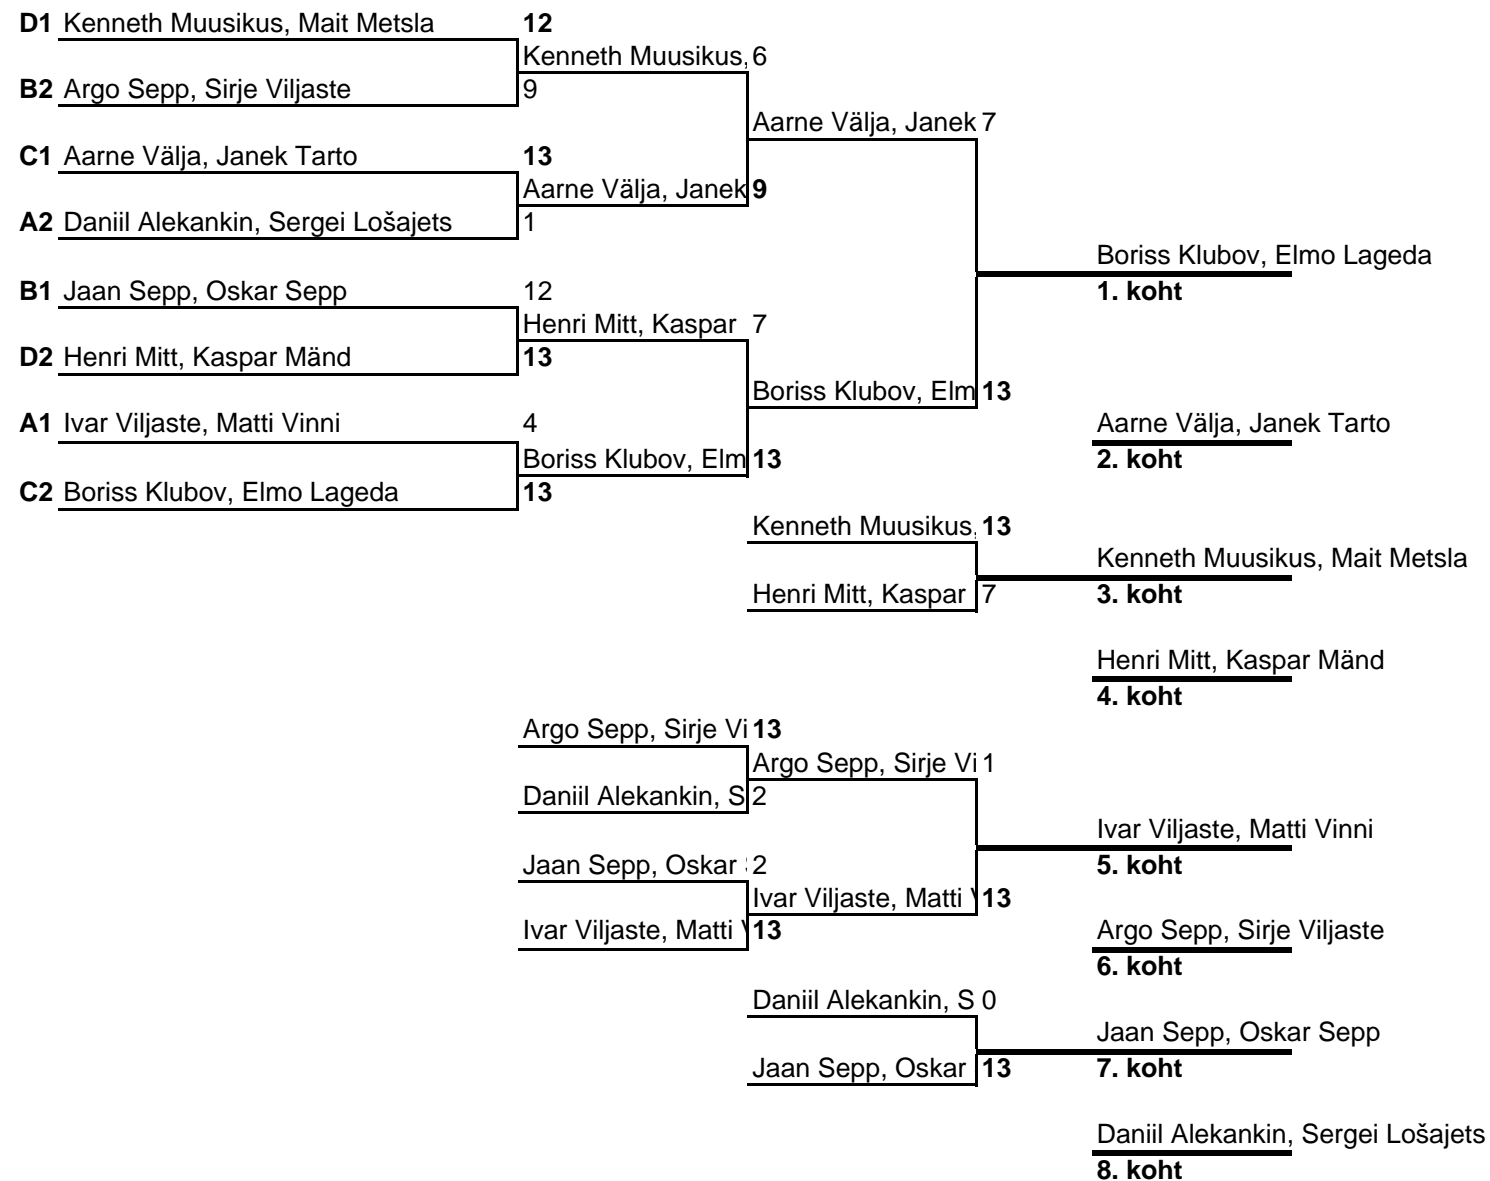 D1 Kenneth Muusikus, Mait Metsla 12
Kenneth Muusikus, 6
B2 Argo Sepp, Sirje Viljaste 9
Aarne Välja, Janek 7
C1 Aarne Välja, Janek Tarto 13
Aarne Välja, Janek 9
A2 Daniil Alekankin, Sergei Lošajets 1
Boriss Klubov, Elmo Lageda
B1 Jaan Sepp, Oskar Sepp 12
1. koht
Henri Mitt, Kaspar 7
D2 Henri Mitt, Kaspar Mänd 13
Boriss Klubov, Elm 13
A1 Ivar Viljaste, Matti Vinni 4
Aarne Välja, Janek Tarto
Boriss Klubov, Elm 13
2. koht
C2 Boriss Klubov, Elmo Lageda 13
Kenneth Muusikus, 13
Kenneth Muusikus, Mait Metsla
Henri Mitt, Kaspar 7
3. koht
Henri Mitt, Kaspar Mänd
4. koht
Argo Sepp, Sirje Vi 13
Argo Sepp, Sirje Vi 1
Daniil Alekankin, S 2
Ivar Viljaste, Matti Vinni
Jaan Sepp, Oskar 2
5. koht
Ivar Viljaste, Matti 13
Ivar Viljaste, Matti 13
Argo Sepp, Sirje Viljaste
6. koht
Daniil Alekankin, S 0
Jaan Sepp, Oskar Sepp
Jaan Sepp, Oskar 13
7. koht
Daniil Alekankin, Sergei Lošajets
8. koht